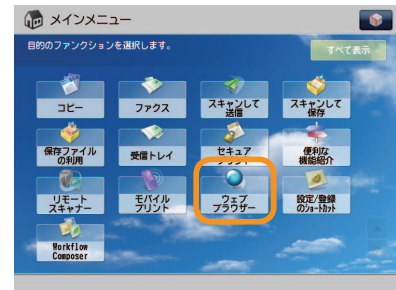 メインメニュー
目的のファンクションを選択します。
すべて表示
コピー
ファクス
スキャンして
送信
スキャンして
保存
保存ファイル
の利用
受信トレイ
セキュア
便利な
機能紹介
リモート
スキャナー
モバイル
プリント
ウェブ
ブラウザー
設定/登録
のショートカット
Workflow
Composer